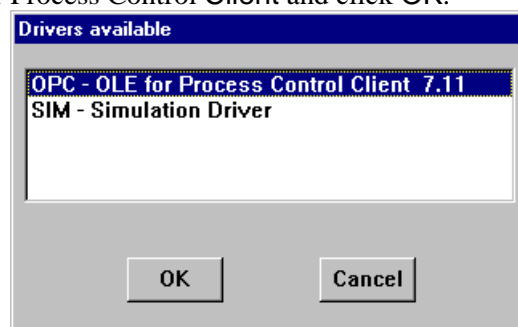 Process Control Client and click OK.
Drivers available
OPC - OLE for Process Control Client 7.11
SIM - Simulation Driver
OK Cancel